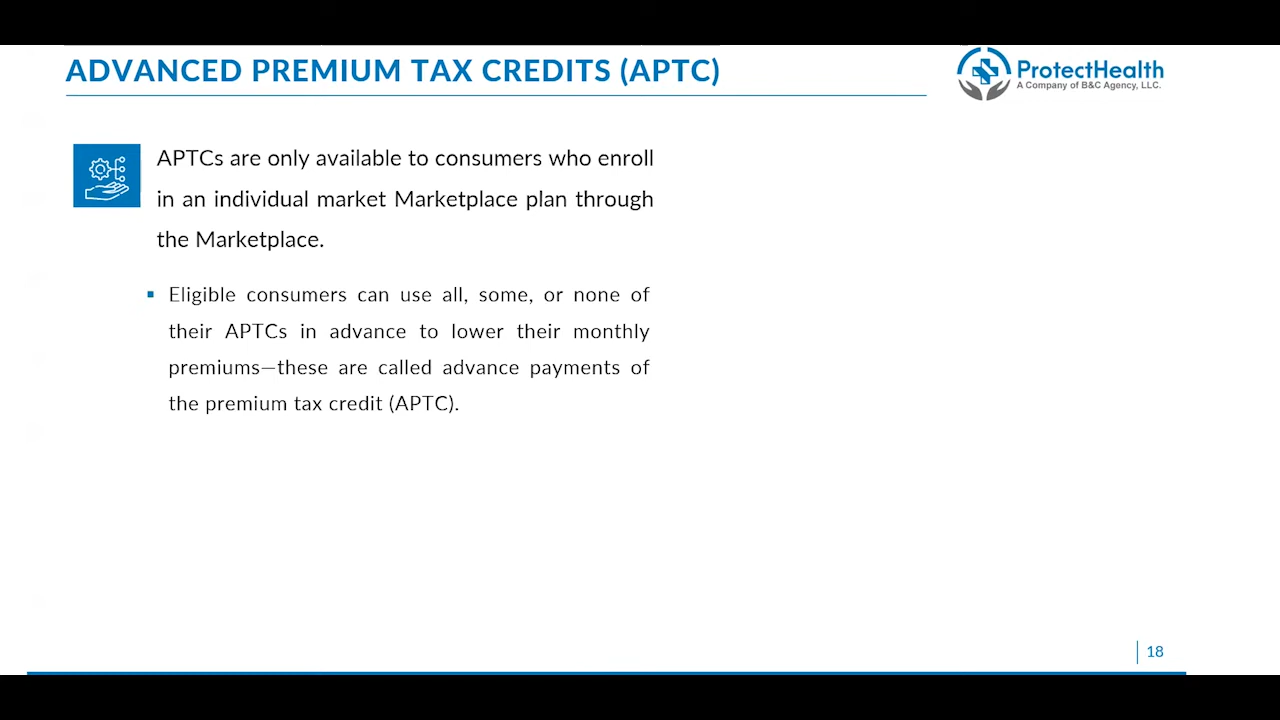 ADVANCED PREMIUM TAX CREDITS (APTC)
ProtectHealth
A Company of B&C Agency, LLC.
APTCs are only available to consumers who enroll
in an individual market Marketplace plan through
the Marketplace.
▪ Eligible consumers can use all, some, or none of
their APTCs in advance to lower their monthly
premiums—these are called advance payments of
the premium tax credit (APTC).
18